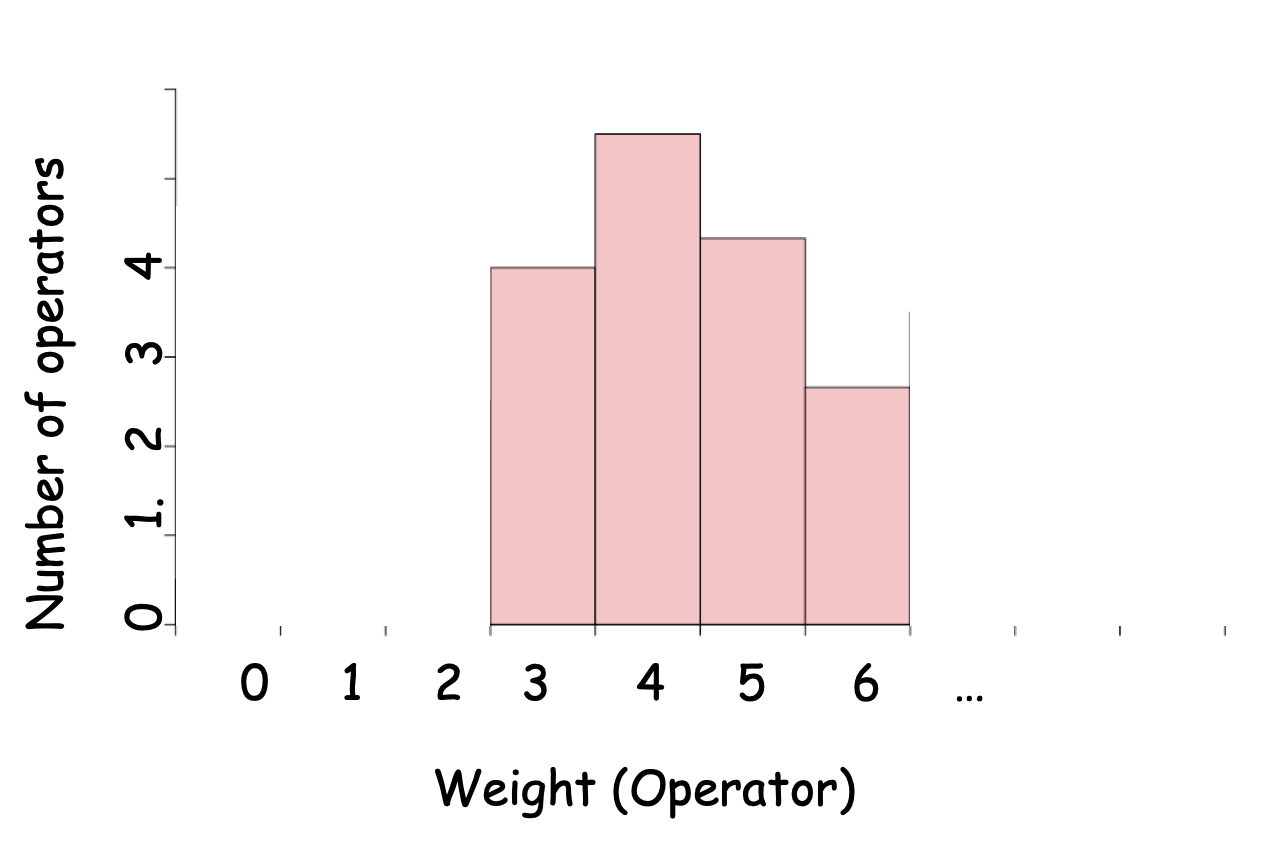 Number of operators
4
3
2
1.
0
0 1 2 3 4 5 6 ...
Weight (Operator)